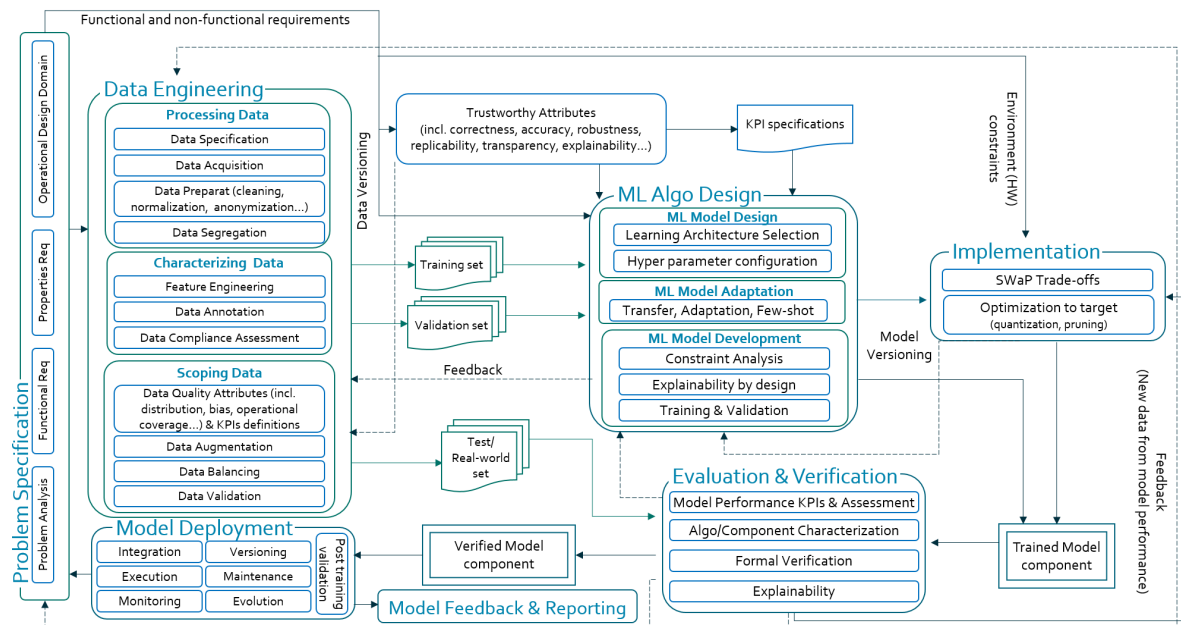 Functional and non-functional requirements
Problem Specification
Operational Design Domain
Properties Req
Functional Req
Problem Analysis
Data Engineering
Processing Data
Data Specification
Data Acquisition
Data Preparat (cleaning,
normalization, anonymization...)
Data Segregation
Characterizing Data
Feature Engineering
Data Annotation
Data Compliance Assessment
Scoping Data
Data Quality Attributes (incl.
distribution, bias, operational
coverage...) & KPIs definitions
Data Augmentation
Data Balancing
Data Validation
Data Versioning
Trustworthy Attributes
(incl. correctness, accuracy, robustness,
replicability, transparency, explainability...)
KPI specifications
Training set
Validation set
Feedback
Test/
Real-world
set
ML Algo Design
ML Model Design
Learning Architecture Selection
Hyper parameter configuration
ML Model Adaptation
Transfer, Adaptation, Few-shot
ML Model Development
Constraint Analysis
Explainability by design
Training & Validation
Environment (HW)
constraints
Implementation
SWaP Trade-offs
Optimization to target
(quantization, pruning)
Model
Versioning
Feedback
(New data from model performance)
Evaluation & Verification
Model Performance KPIs & Assessment
Algo/Component Characterization
Formal Verification
Explainability
Trained Model
component
Verified Model
component
Model Deployment
Integration
Versioning
Execution
Maintenance
Monitoring
Evolution
Post training
validation
Model Feedback & Reporting